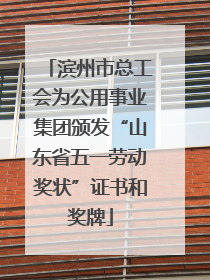 「滨州市总工
会为公用事业
集团颁发“山
东省五一劳动
奖状”证书和
奖牌」